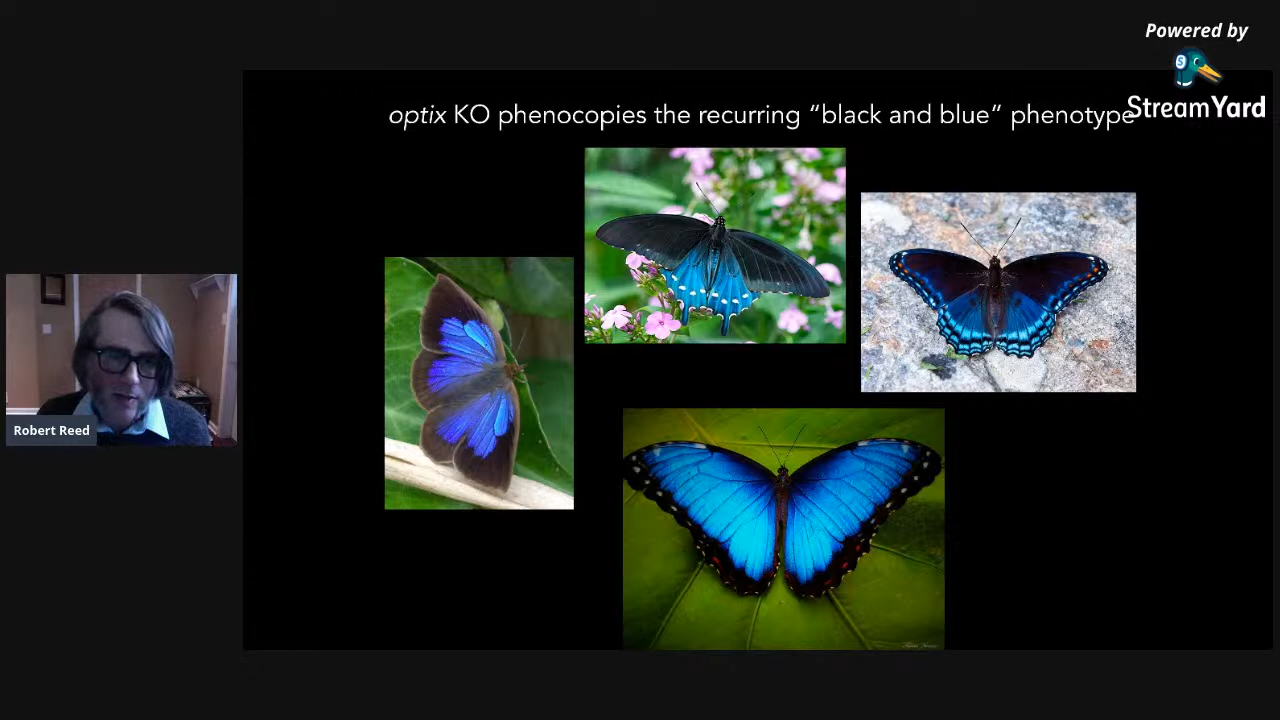 Powered by
StreamYard
optix KO phenocopies the recurring “black and blue” phenotype
Robert Reed